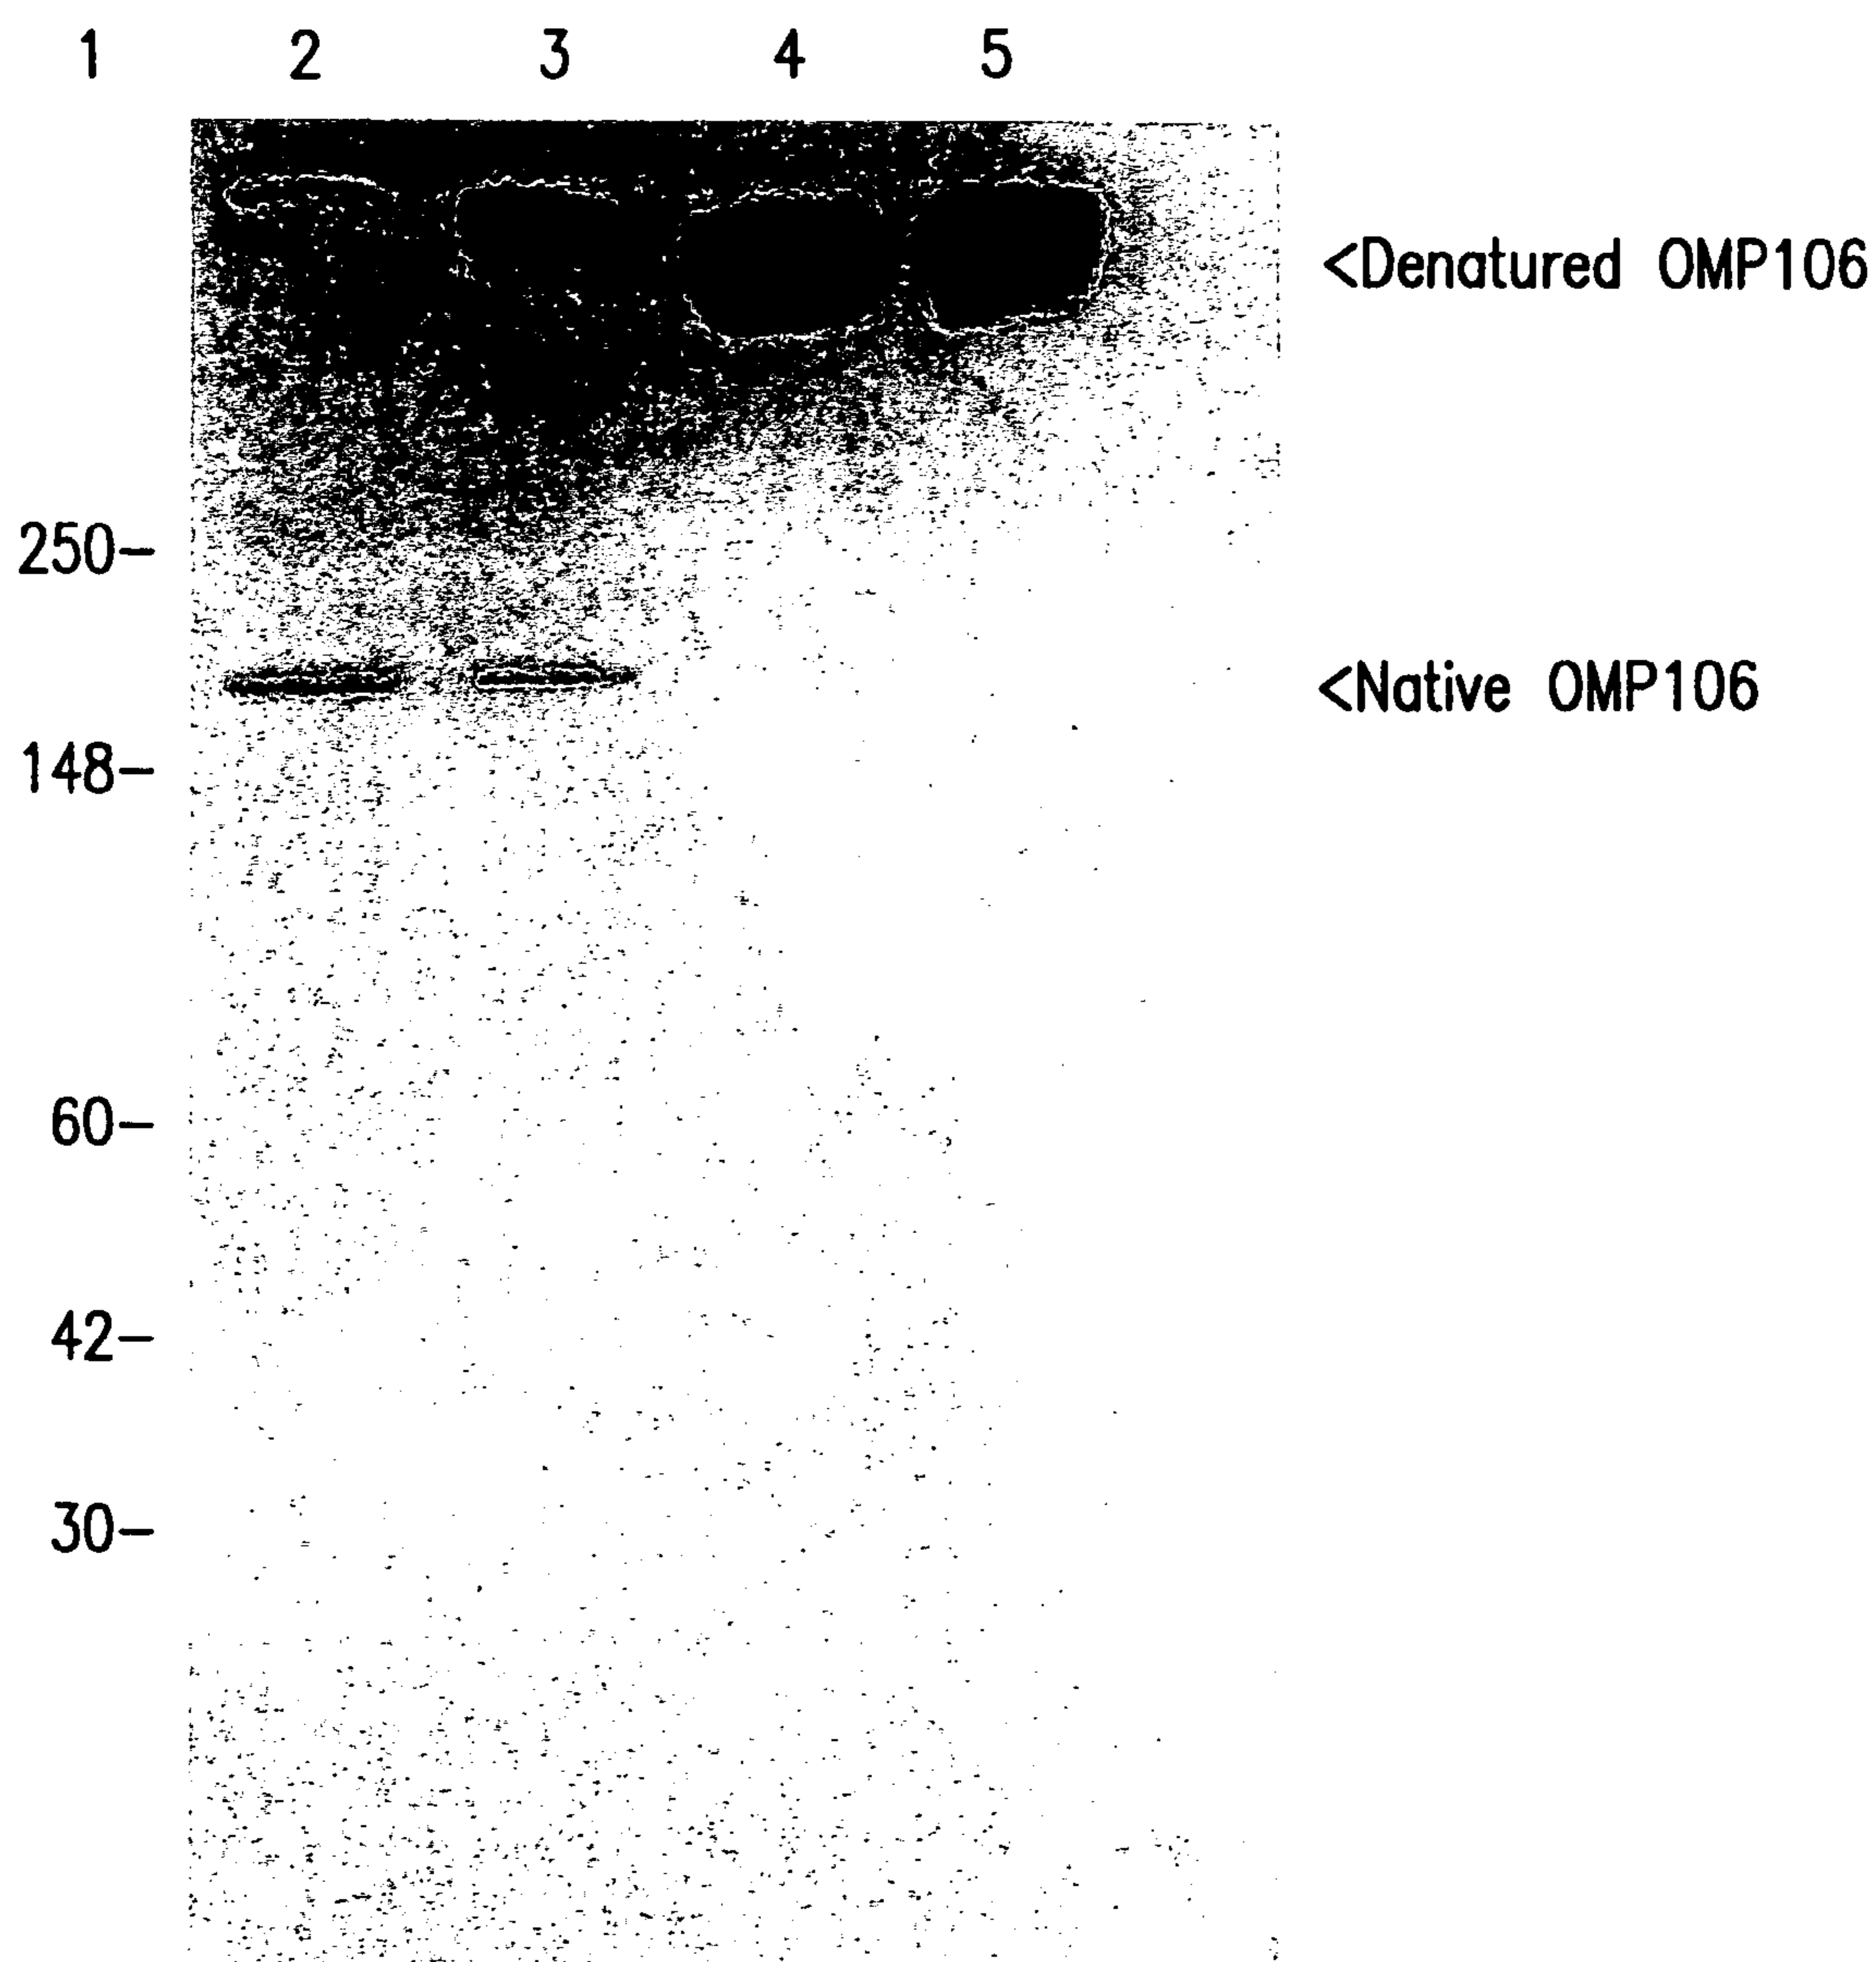 1 2 3 4 5
<Denatured OMP106
250-
<Native OMP106
148-
60-
42-
30-